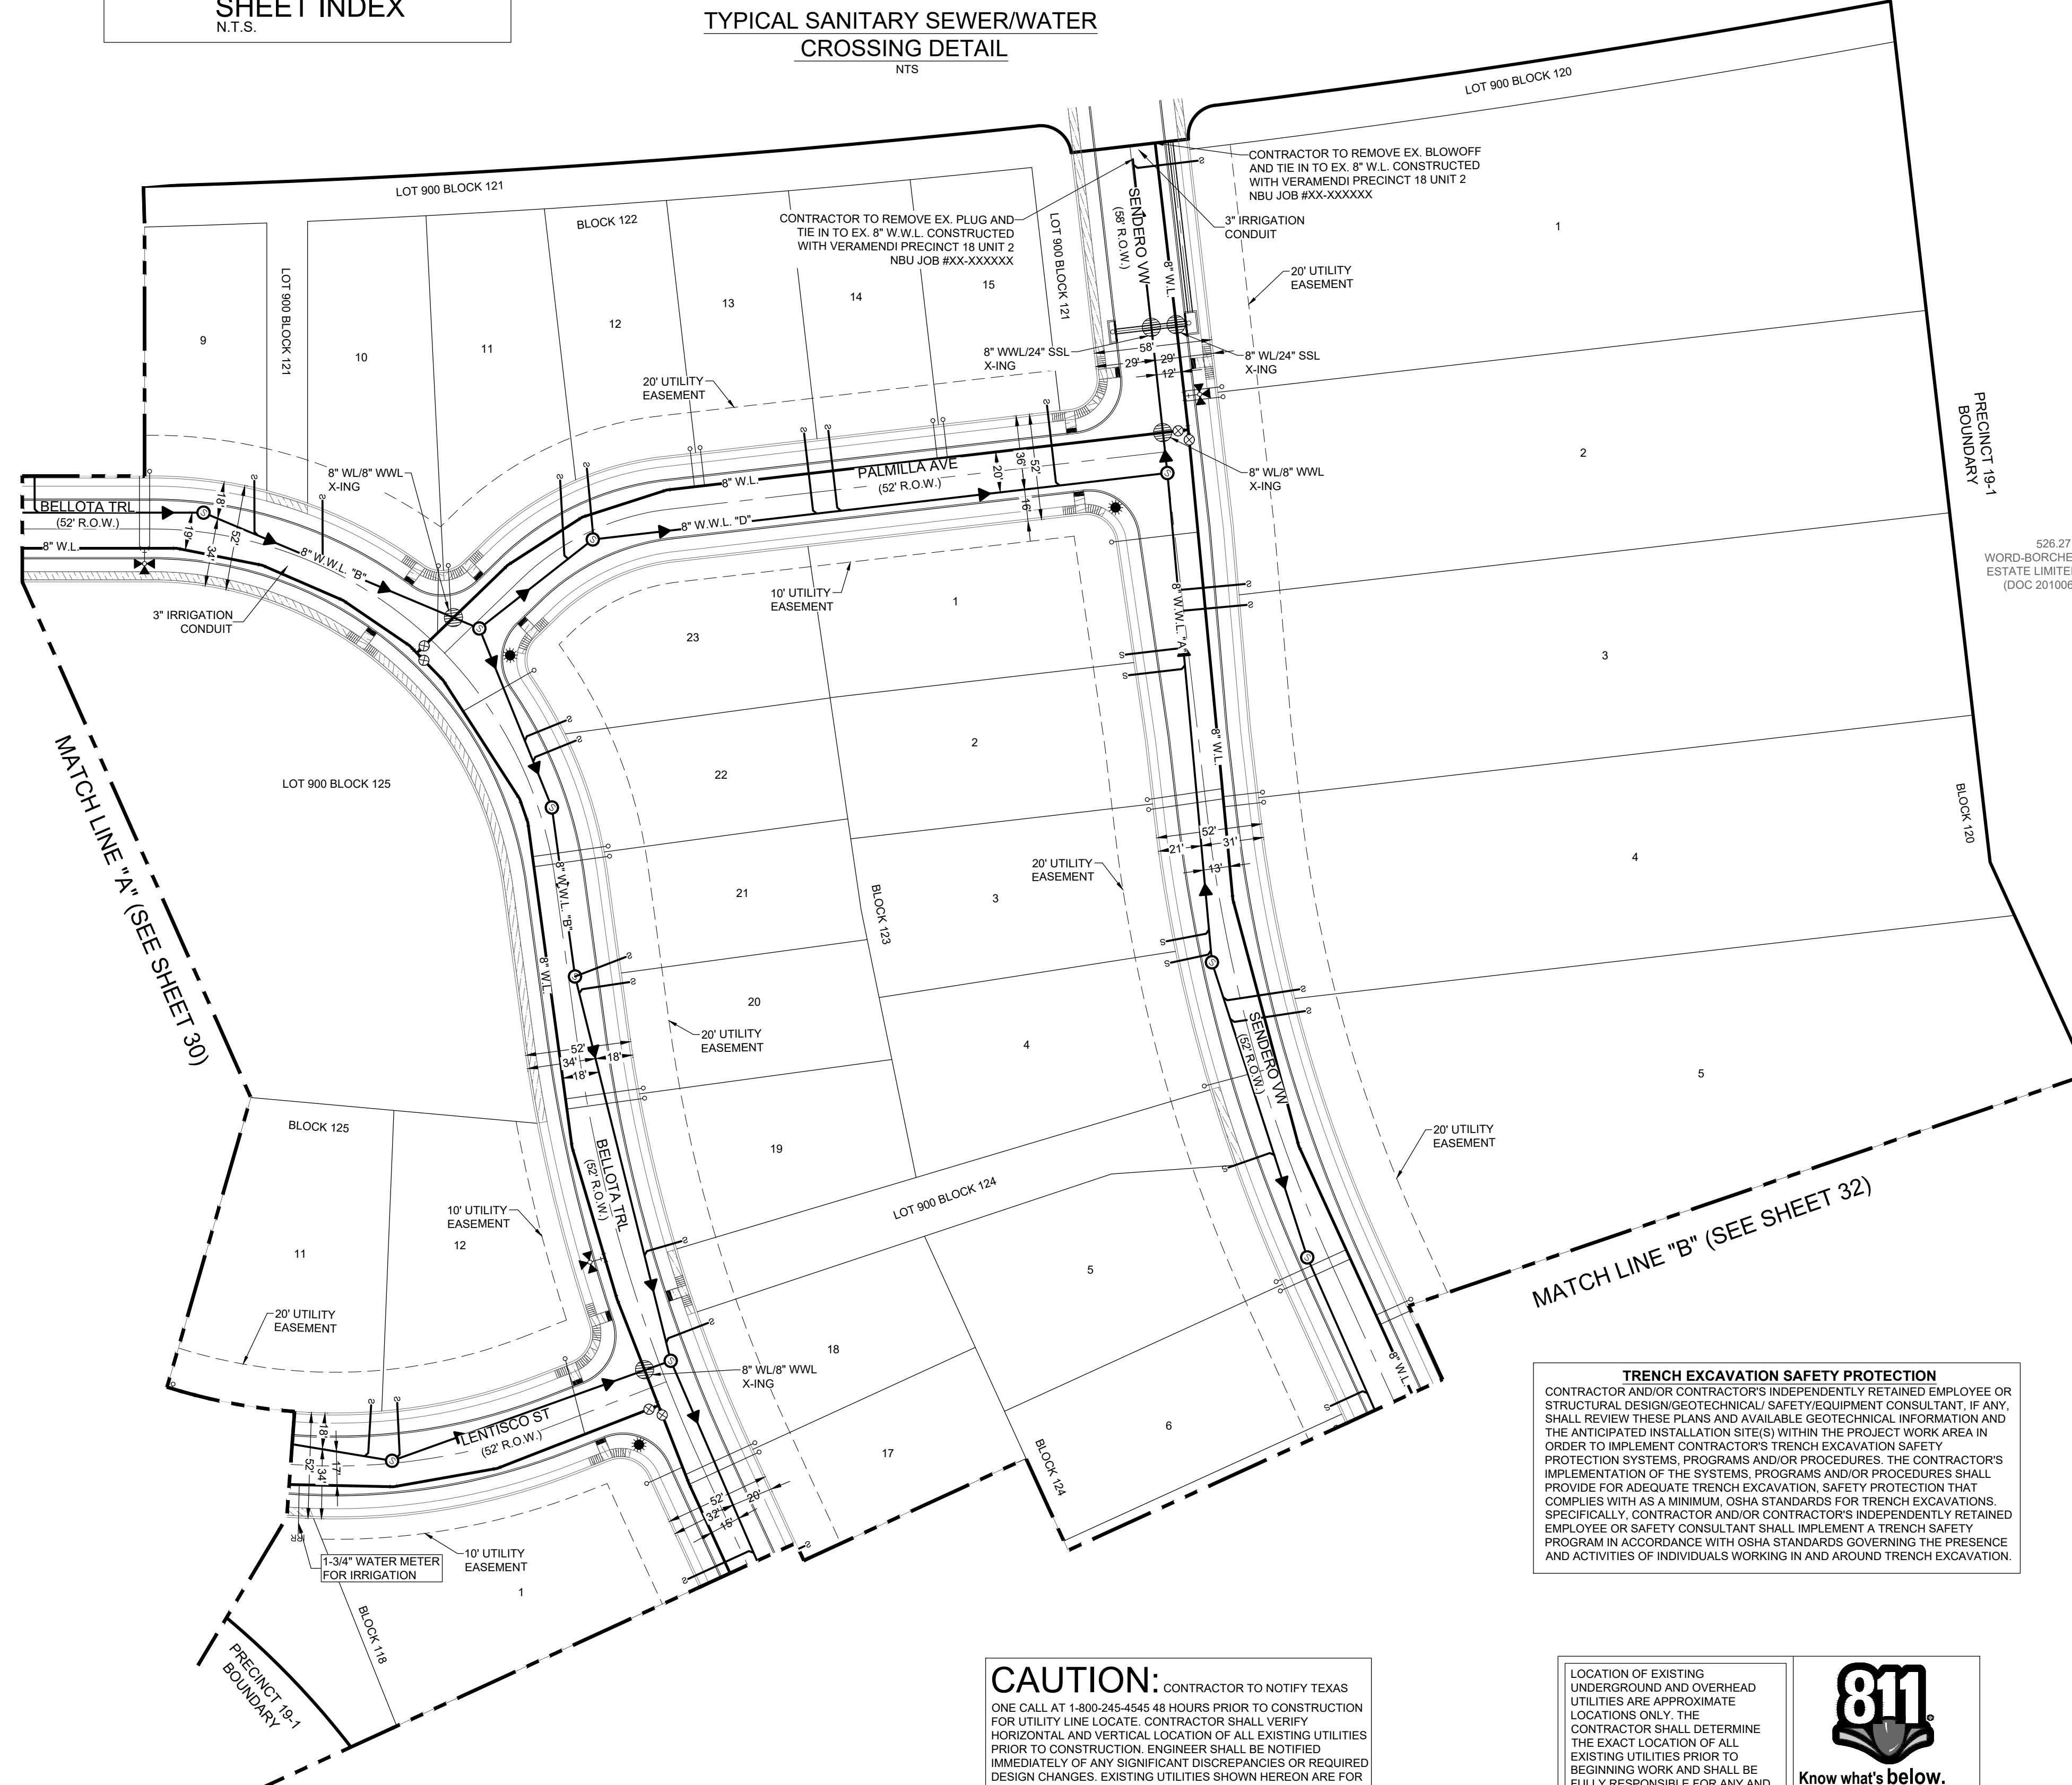 SHEET INDEX
N.T.S.
TYPICAL SANITARY SEWER/WATER
CROSSING DETAIL
NTS
LOT 900 BLOCK 120
LOT 900 BLOCK 121
CONTRACTOR TO REMOVE EX. BLOWOFF
AND TIE IN TO EX. 8" W.L. CONSTRUCTED
WITH VERAMENDI PRECINCT 18 UNIT 2
NBU JOB #XX-XXXXXX
CONTRACTOR TO REMOVE EX. PLUG AND
TIE IN TO EX. 8" W.W.L. CONSTRUCTED
WITH VERAMENDI PRECINCT 18 UNIT 2
NBU JOB #XX-XXXXXX
3" IRRIGATION
CONDUIT
20' UTILITY
EASEMENT
SENDERO VW
(58' R.O.W.)
8" W.L.
BLOCK 122
LOT 900 BLOCK 121
LOT 900 BLOCK 121
9
10
11
12
13
14
15
1
8" WWL/24" SSL
X-ING
8" WL/24" SSL
X-ING
58'
29'
29'
12'
20' UTILITY
EASEMENT
8" WL/8" WWL
X-ING
8" WL/8" WWL
X-ING
BELLOTA TRL
(52' R.O.W.)
8" W.L.
18'
19'
34'
52'
8" W.W.L. "B"
3" IRRIGATION
CONDUIT
8" W.L.
PALMILLA AVE
(52' R.O.W.)
20'
36'
52'
16'
8" W.W.L. "D"
10' UTILITY
EASEMENT
8" W.W.L. "A"
2
PRECINCT 19-1
BOUNDARY
526.27
WORD-BORCHE
ESTATE LIMITE
(DOC 201006
1
23
3
2
22
8" W.L.
LOT 900 BLOCK 125
MATCH LINE "A" (SEE SHEET 30)
BLOCK 120
52'
21'
31'
13'
4
20' UTILITY
EASEMENT
21
BLOCK 123
3
8" W.W.L. "B"
8" W.L.
20
20' UTILITY
EASEMENT
4
SENDERO VW
(52' R.O.W.)
5
52'
34'
18'
18'
BLOCK 125
19
20' UTILITY
EASEMENT
BELLOTA TRL
(52' R.O.W.)
LOT 900 BLOCK 124
10' UTILITY
EASEMENT
11
12
5
MATCH LINE "B" (SEE SHEET 32)
20' UTILITY
EASEMENT
18
8" WL/8" WWL
X-ING
8" W.L.
6
17
BLOCK 124
LENTISCO ST
(52' R.O.W.)
18'
52'
34'
17'
52'
32'
20'
15'
IRR
1-3/4" WATER METER
FOR IRRIGATION
10' UTILITY
EASEMENT
1
BLOCK 118
PRECINCT 19-1
BOUNDARY
TRENCH EXCAVATION SAFETY PROTECTION
CONTRACTOR AND/OR CONTRACTOR'S INDEPENDENTLY RETAINED EMPLOYEE OR
STRUCTURAL DESIGN/GEOTECHNICAL/ SAFETY/EQUIPMENT CONSULTANT, IF ANY,
SHALL REVIEW THESE PLANS AND AVAILABLE GEOTECHNICAL INFORMATION AND
THE ANTICIPATED INSTALLATION SITE(S) WITHIN THE PROJECT WORK AREA IN
ORDER TO IMPLEMENT CONTRACTOR'S TRENCH EXCAVATION SAFETY
PROTECTION SYSTEMS, PROGRAMS AND/OR PROCEDURES. THE CONTRACTOR'S
IMPLEMENTATION OF THE SYSTEMS, PROGRAMS AND/OR PROCEDURES SHALL
PROVIDE FOR ADEQUATE TRENCH EXCAVATION, SAFETY PROTECTION THAT
COMPLIES WITH AS A MINIMUM, OSHA STANDARDS FOR TRENCH EXCAVATIONS.
SPECIFICALLY, CONTRACTOR AND/OR CONTRACTOR'S INDEPENDENTLY RETAINED
EMPLOYEE OR SAFETY CONSULTANT SHALL IMPLEMENT A TRENCH SAFETY
PROGRAM IN ACCORDANCE WITH OSHA STANDARDS GOVERNING THE PRESENCE
AND ACTIVITIES OF INDIVIDUALS WORKING IN AND AROUND TRENCH EXCAVATION.
CAUTION: CONTRACTOR TO NOTIFY TEXAS
ONE CALL AT 1-800-245-4545 48 HOURS PRIOR TO CONSTRUCTION
FOR UTILITY LINE LOCATE. CONTRACTOR SHALL VERIFY
HORIZONTAL AND VERTICAL LOCATION OF ALL EXISTING UTILITIES
PRIOR TO CONSTRUCTION. ENGINEER SHALL BE NOTIFIED
IMMEDIATELY OF ANY SIGNIFICANT DISCREPANCIES OR REQUIRED
DESIGN CHANGES. EXISTING UTILITIES SHOWN HEREON ARE FOR
LOCATION OF EXISTING
UNDERGROUND AND OVERHEAD
UTILITIES ARE APPROXIMATE
LOCATIONS ONLY. THE
CONTRACTOR SHALL DETERMINE
THE EXACT LOCATION OF ALL
EXISTING UTILITIES PRIOR TO
BEGINNING WORK AND SHALL BE
FULLY RESPONSIBLE FOR ANY AND
811
Know what's below.